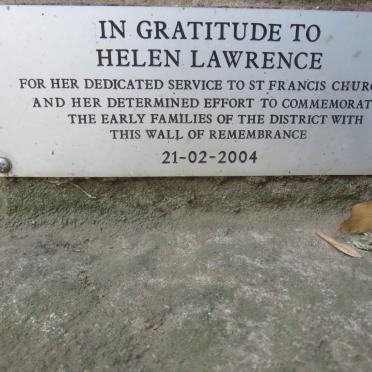 IN GRATITUDE TO
HELEN LAWRENCE
FOR HER DEDICATED SERVICE TO ST FRANCIS CHURC
AND HER DETERMINED EFFORT TO COMMEMORAT
THE EARLY FAMILIES OF THE DISTRICT WITH
THIS WALL OF REMEMBRANCE
21-02-2004